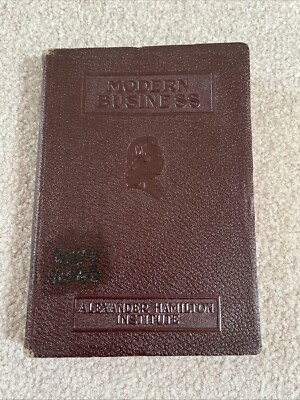 MODERN
BUSINESS
ALEXANDER HAMILTON
INSTITUTE